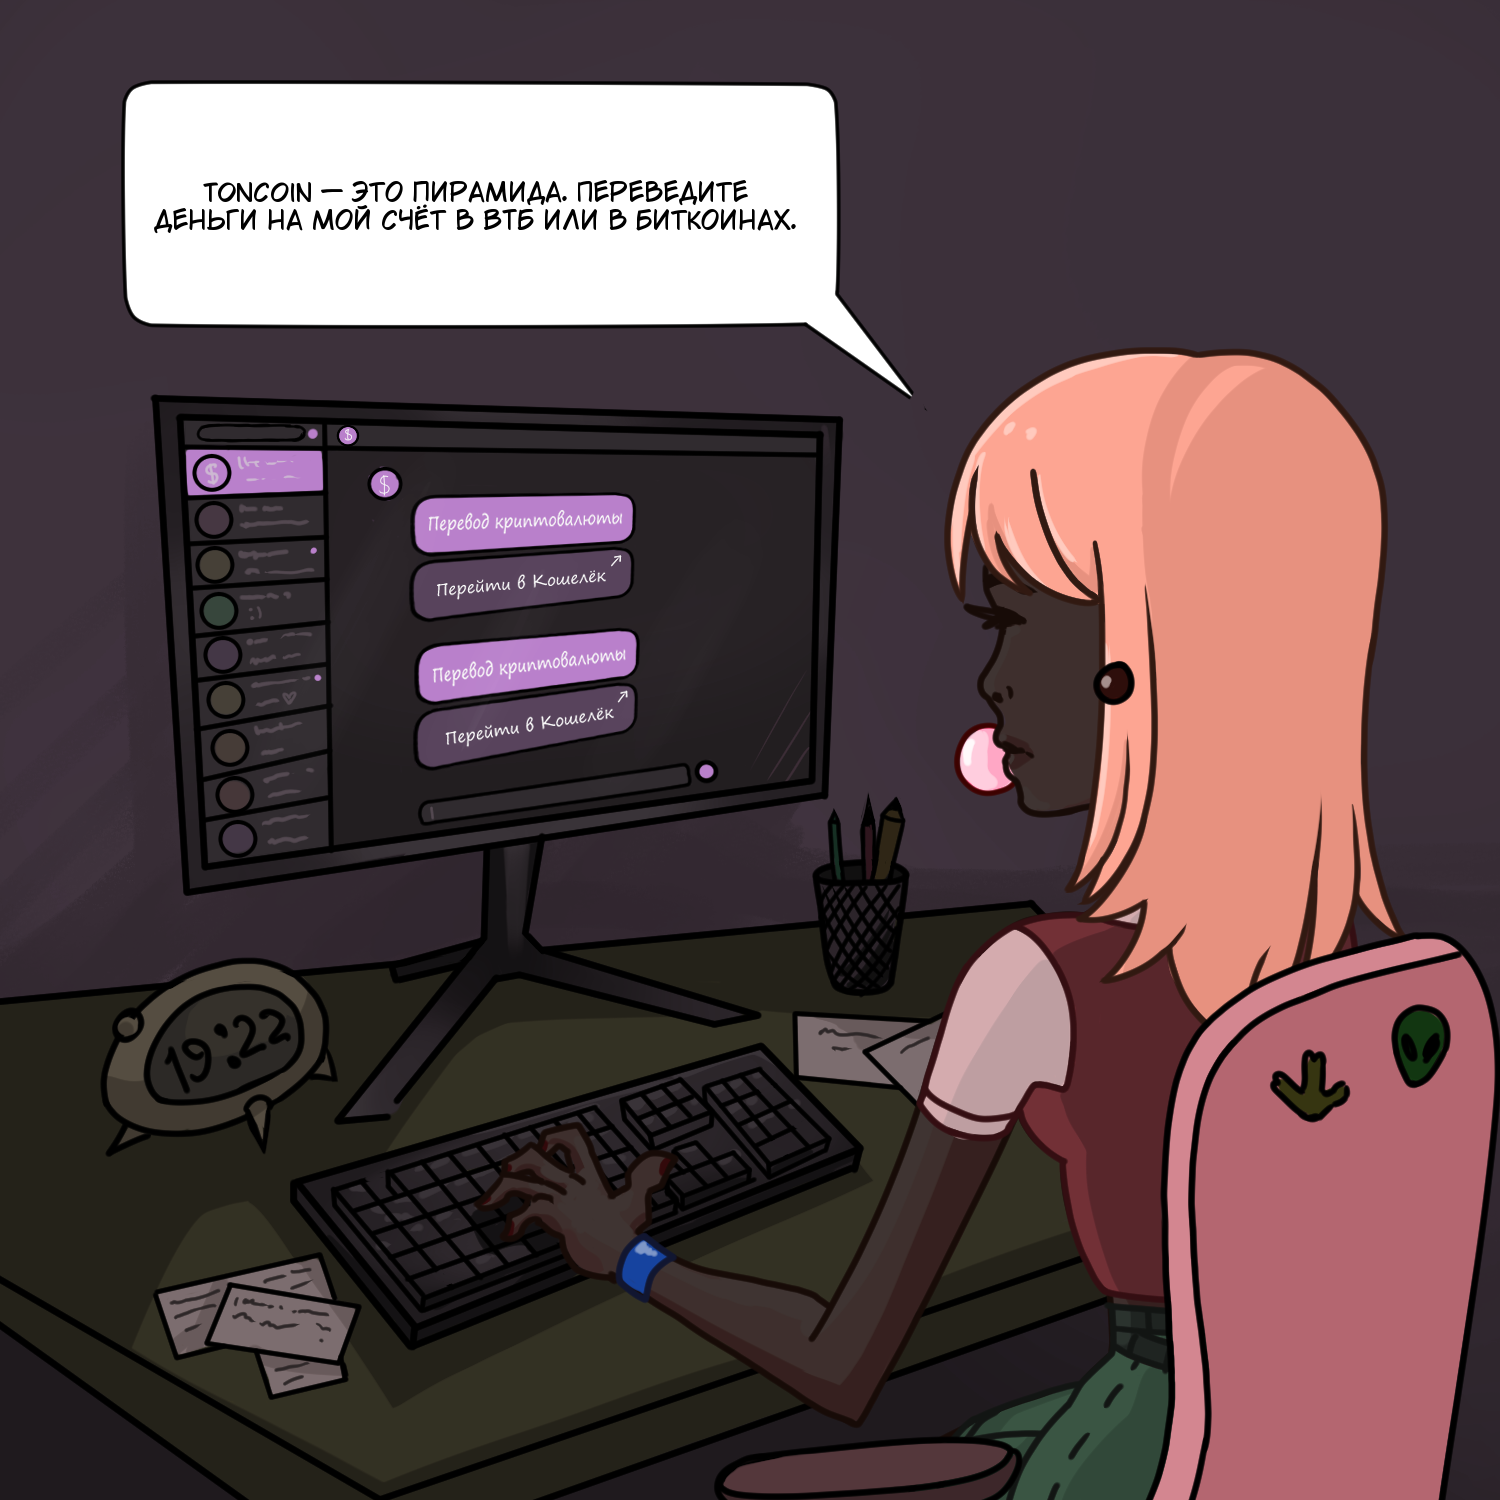 TONCOIN — ЭТО ПИРАМИДА. ПЕРЕВЕДИТЕ
ДЕНЬГИ НА МОЙ СЧЁТ В ВТБ ИЛИ В БИТКОИНАХ.
$
$
$
Перевод криптовалюты
Перейти в Кошелёк
:)
Перевод криптовалюты
Перейти в Кошелёк
19:22